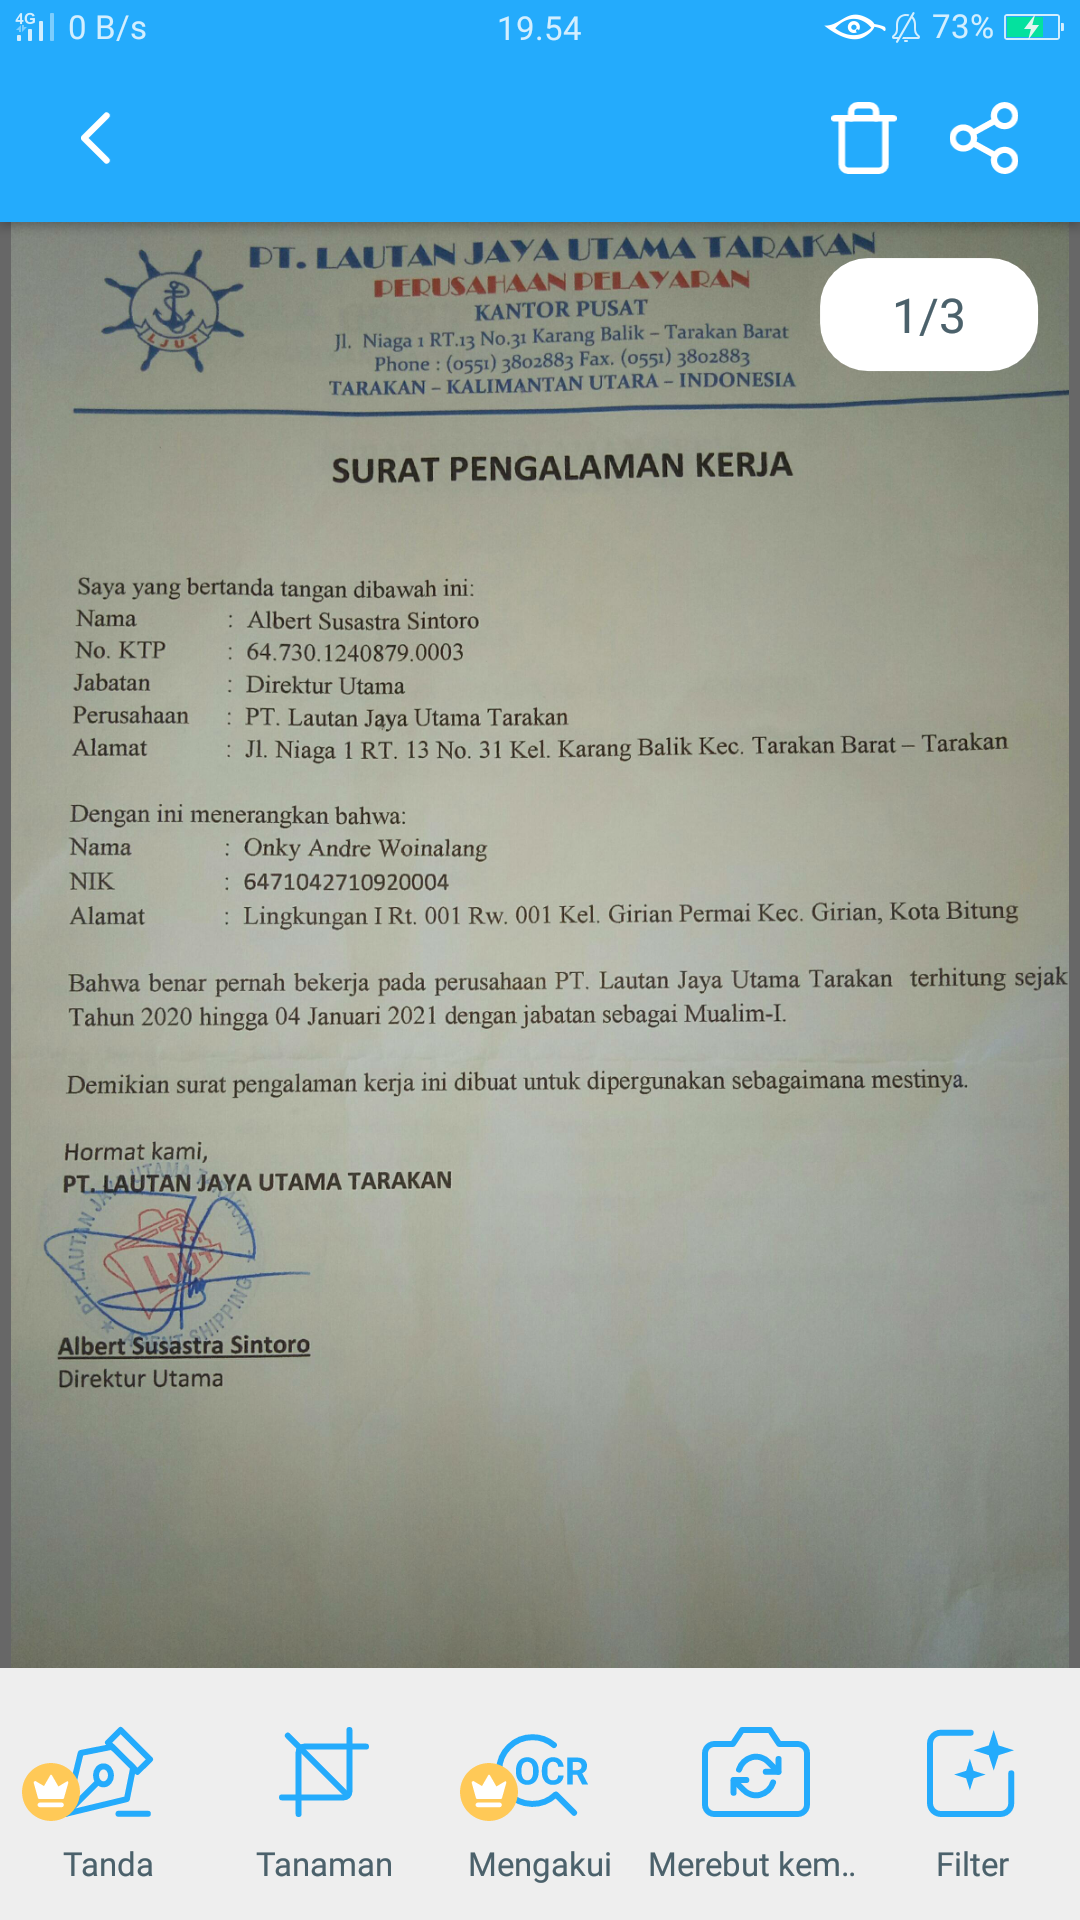 4G 0 B/s 19.54 73%
PT. LAUTAN JAYA UTAMA TARAKAN
PERUSAHAAN PELAYARAN
KANTOR PUSAT
1/3
Jl. Niaga 1 RT.13 No.31 Karang Balik – Tarakan Barat
Phone : (0551) 3802883 Fax. (0551) 3802883
TARAKAN – KALIMANTAN UTARA – INDONESIA
LJUT
SURAT PENGALAMAN KERJA
Saya yang bertanda tangan dibawah ini:
Nama : Albert Susastra Sintoro
No. KTP : 64.730.1240879.0003
Jabatan : Direktur Utama
Perusahaan : PT. Lautan Jaya Utama Tarakan
Alamat : Jl. Niaga 1 RT. 13 No. 31 Kel. Karang Balik Kec. Tarakan Barat – Tarakan
Dengan ini menerangkan bahwa:
Nama : Onky Andre Woinalang
NIK : 6471042710920004
Alamat : Lingkungan I Rt. 001 Rw. 001 Kel. Girian Permai Kec. Girian, Kota Bitung
Bahwa benar pernah bekerja pada perusahaan PT. Lautan Jaya Utama Tarakan terhitung sejak
Tahun 2020 hingga 04 Januari 2021 dengan jabatan sebagai Mualim-I.
Demikian surat pengalaman kerja ini dibuat untuk dipergunakan sebagaimana mestinya.
Hormat kami,
PT. LAUTAN JAYA UTAMA TARAKAN
PT. LAUTAN JAYA UTAMA TARAKAN
LJUT
AGENT SHIPPING
Albert Susastra Sintoro
Direktur Utama
OCR
Tanda Tanaman Mengakui Merebut kem.. Filter